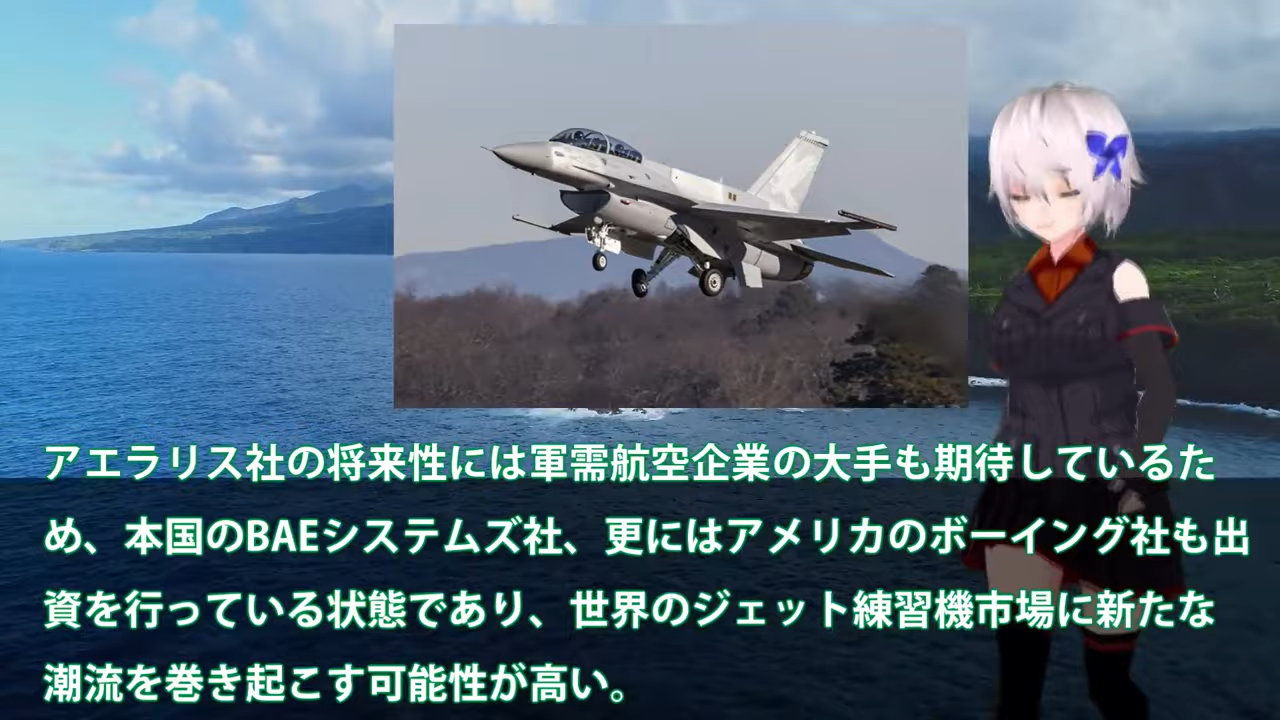 アエラリス社の将来性には軍需航空企業の大手も期待しているた
め、本国のBAEシステムズ社、更にはアメリカのボーイング社も出
資を行っている状態であり、世界のジェット練習機市場に新たな
潮流を巻き起こす可能性が高い。